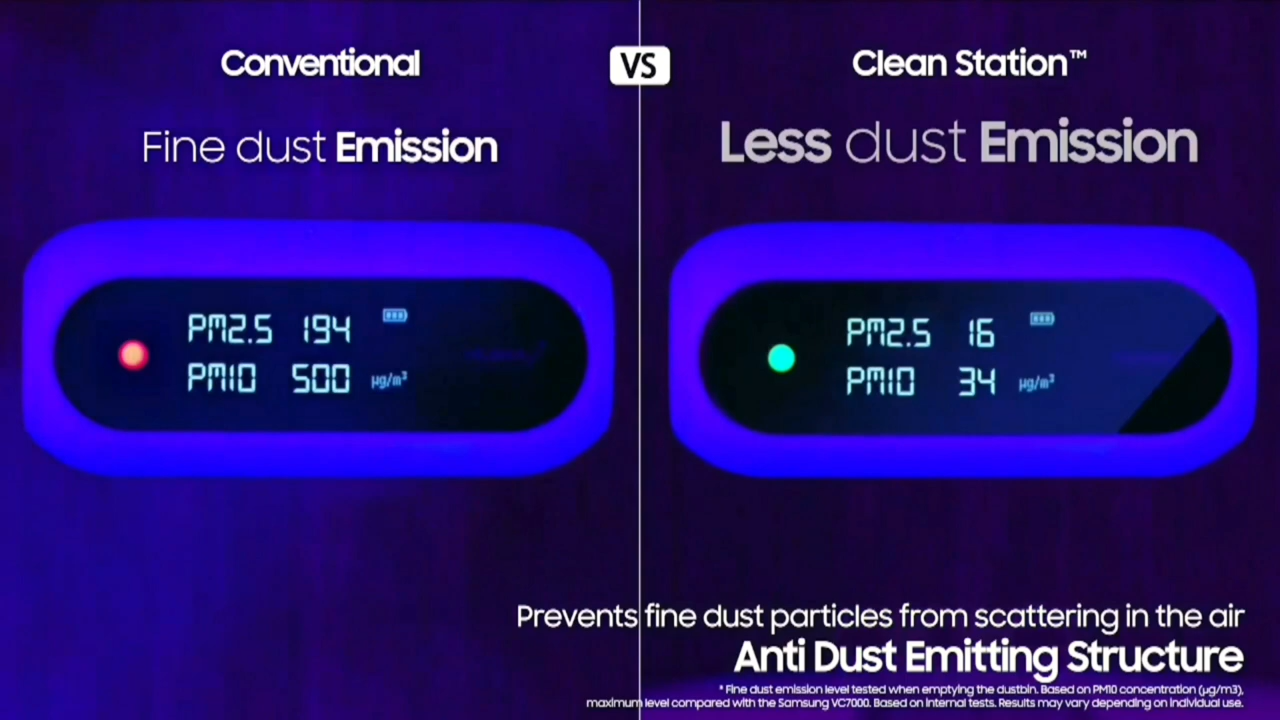 Conventional
VS
Clean Station™
Fine dust Emission
Less dust Emission
PM2.5 194
PM10 500 µg/m³
PM2.5 16
PM10 34 µg/m³
Prevents fine dust particles from scattering in the air
Anti Dust Emitting Structure
* Fine dust emission level tested when emptying the dustbin. Based on PM10 concentration (µg/m3),
maximum level compared with the Samsung VC7000. Based on internal tests. Results may vary depending on individual use.